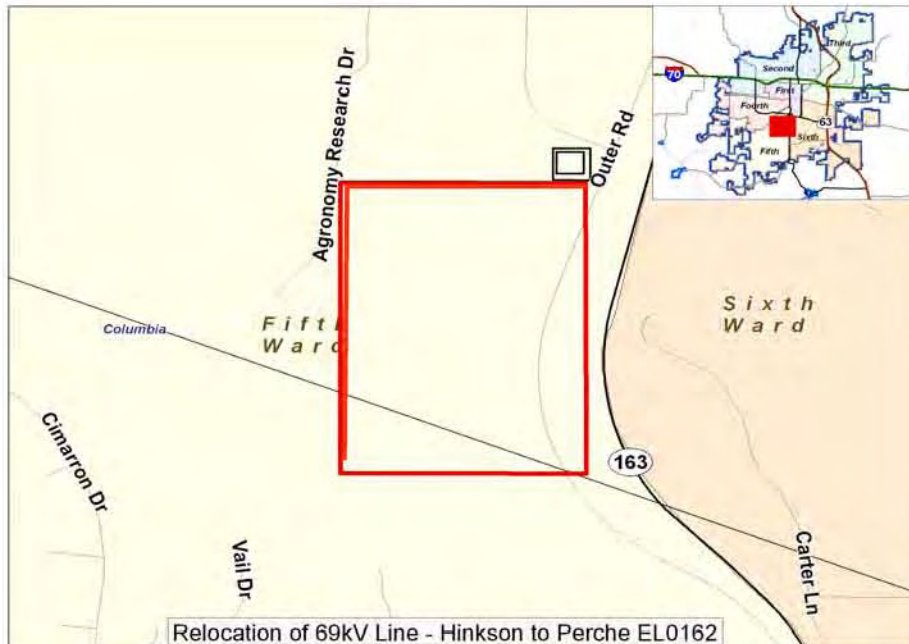 Third
Second
70
First
Fourth
63
Sixth
Fifth
Agronomy Research Dr
Outer Rd
Fifth
Ward
Sixth
Ward
Columbia
163
Cimarron Dr
Vail Dr
Carter Ln
Relocation of 69kV Line - Hinkson to Perche EL0162